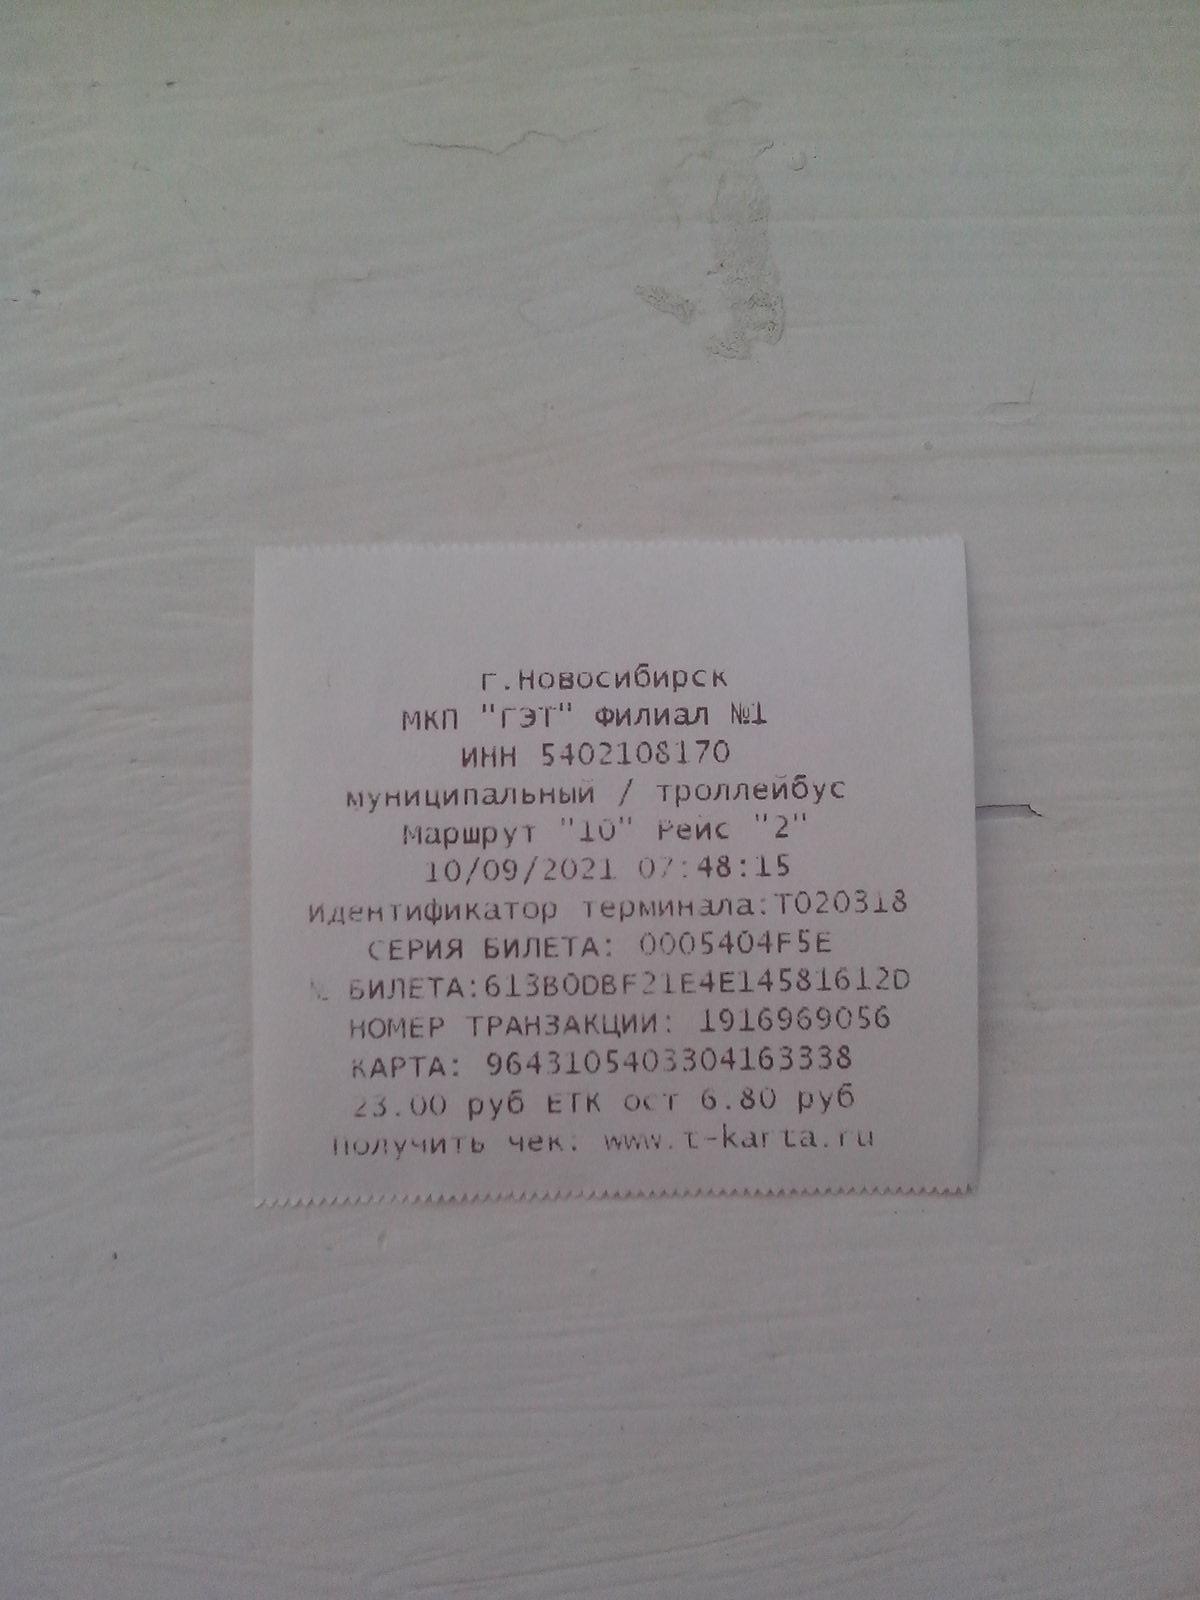 г.Новосибирск
МКП "ГЭТ" Филиал №1
ИНН 5402108170
муниципальный / троллейбус
Маршрут "10" Рейс "2"
10/09/2021 07:48:15
Идентификатор терминала:T020318
СЕРИЯ БИЛЕТА: 0005404F5E
№ БИЛЕТА:613B0DBF21E4E14581612D
НОМЕР ТРАНЗАКЦИИ: 1916969056
КАРТА: 9643105403304163338
23.00 руб ЕТК ост 6.80 руб
Получить чек: www.t-karta.ru